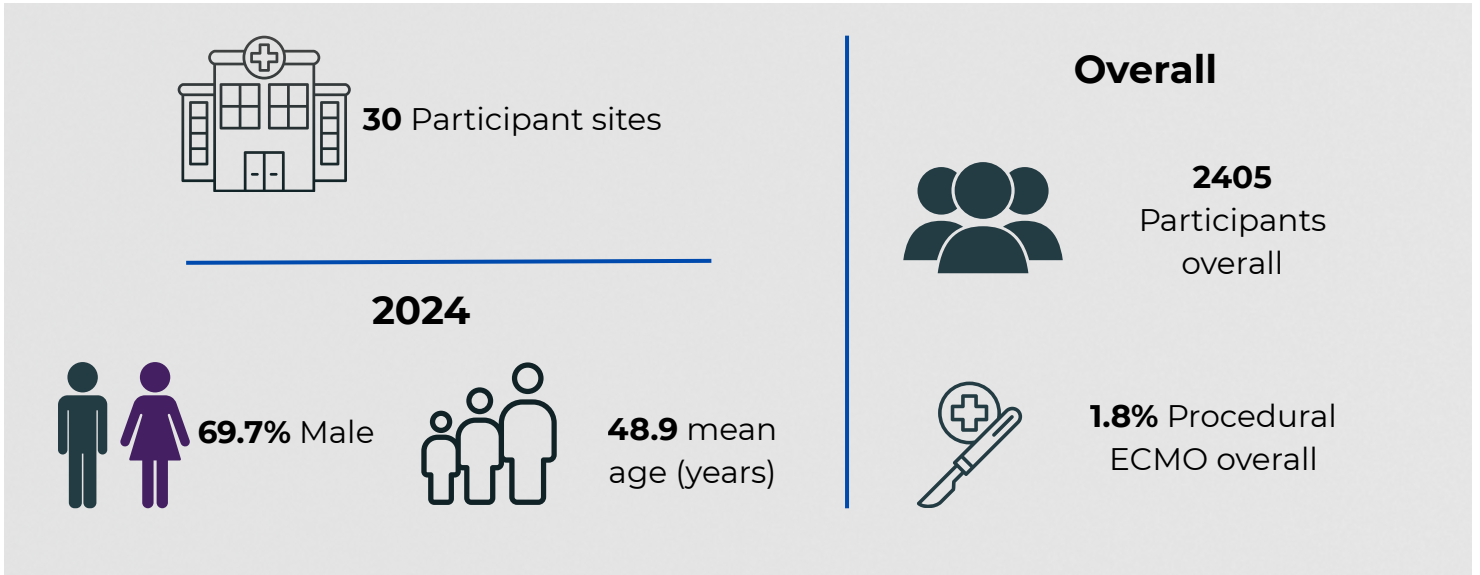 30 Participant sites
2024
69.7% Male
48.9 mean
age (years)
Overall
2405
Participants
overall
1.8% Procedural
ECMO overall